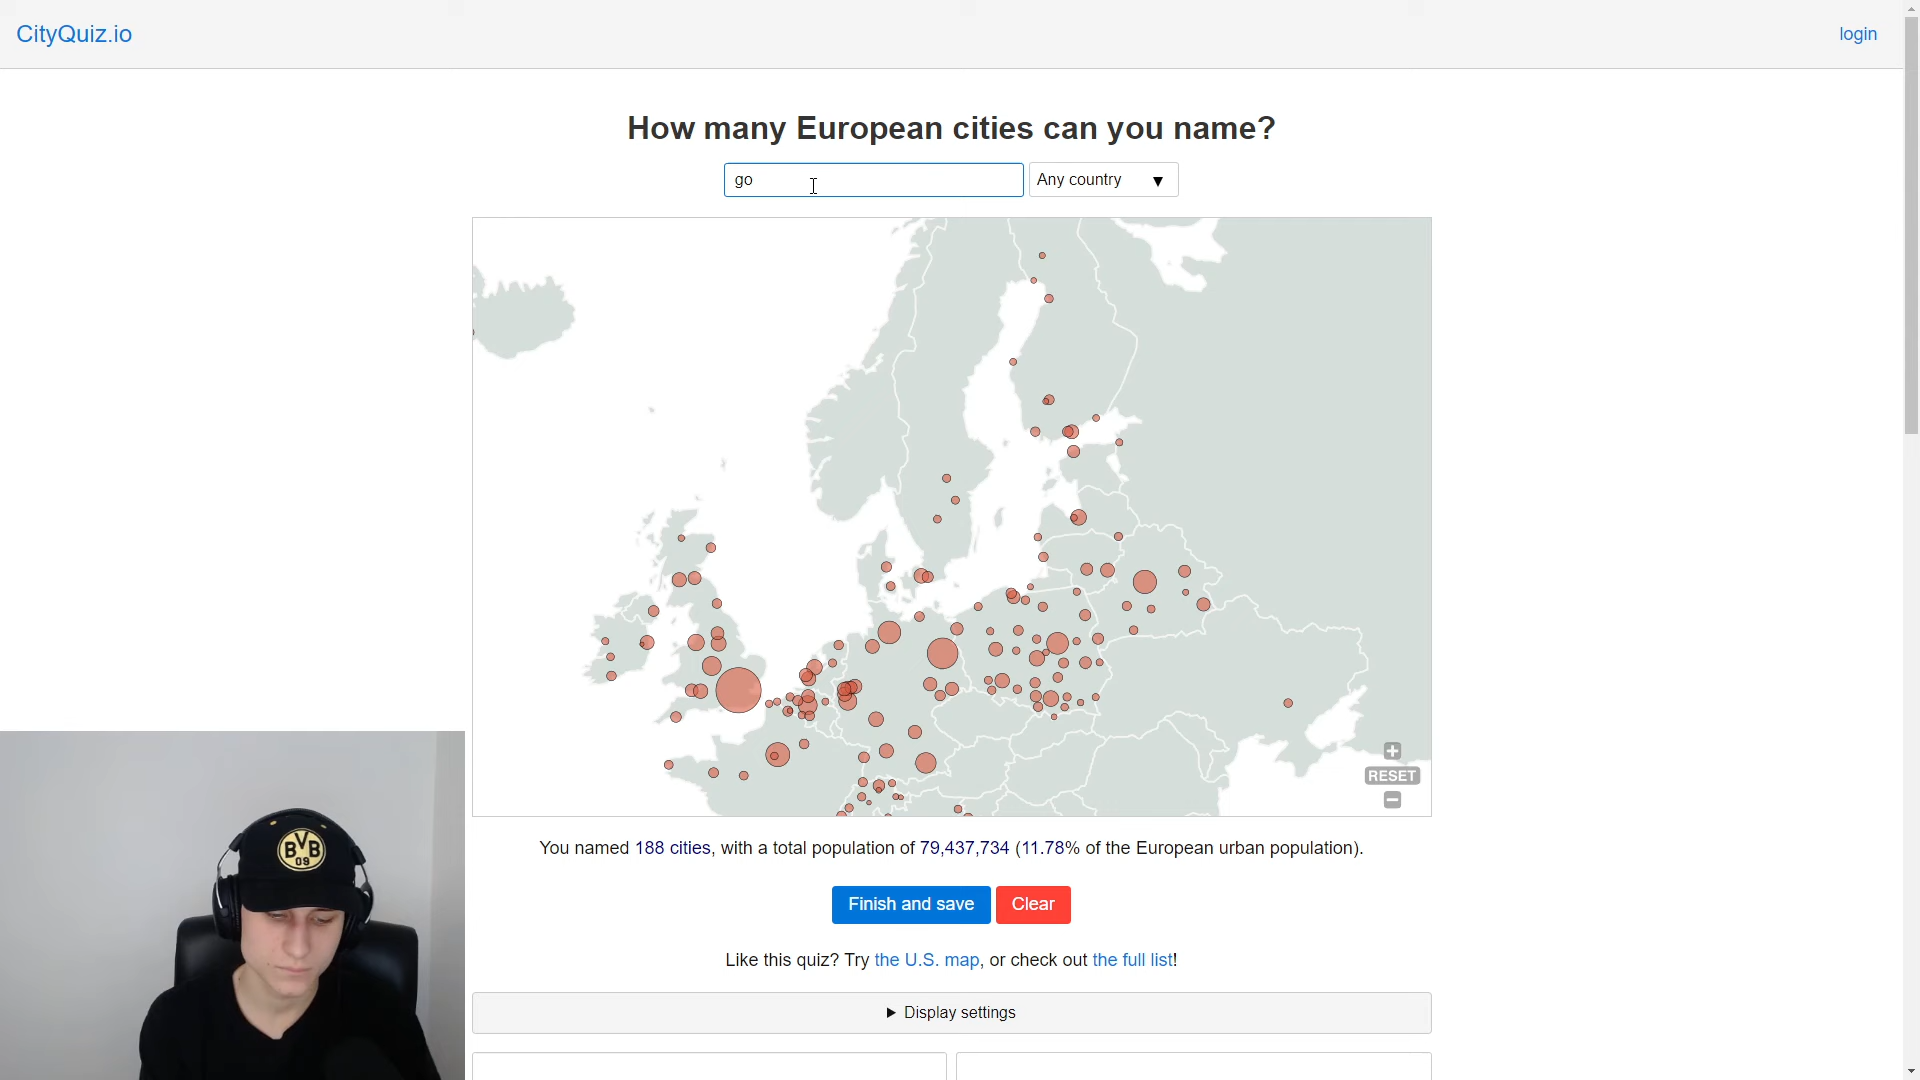 CityQuiz.io
login
How many European cities can you name?
go
Any country ▼
+
RESET
−
You named 188 cities, with a total population of 79,437,734 (11.78% of the European urban population).
Finish and save
Clear
Like this quiz? Try the U.S. map, or check out the full list!
▶ Display settings
BVB
09